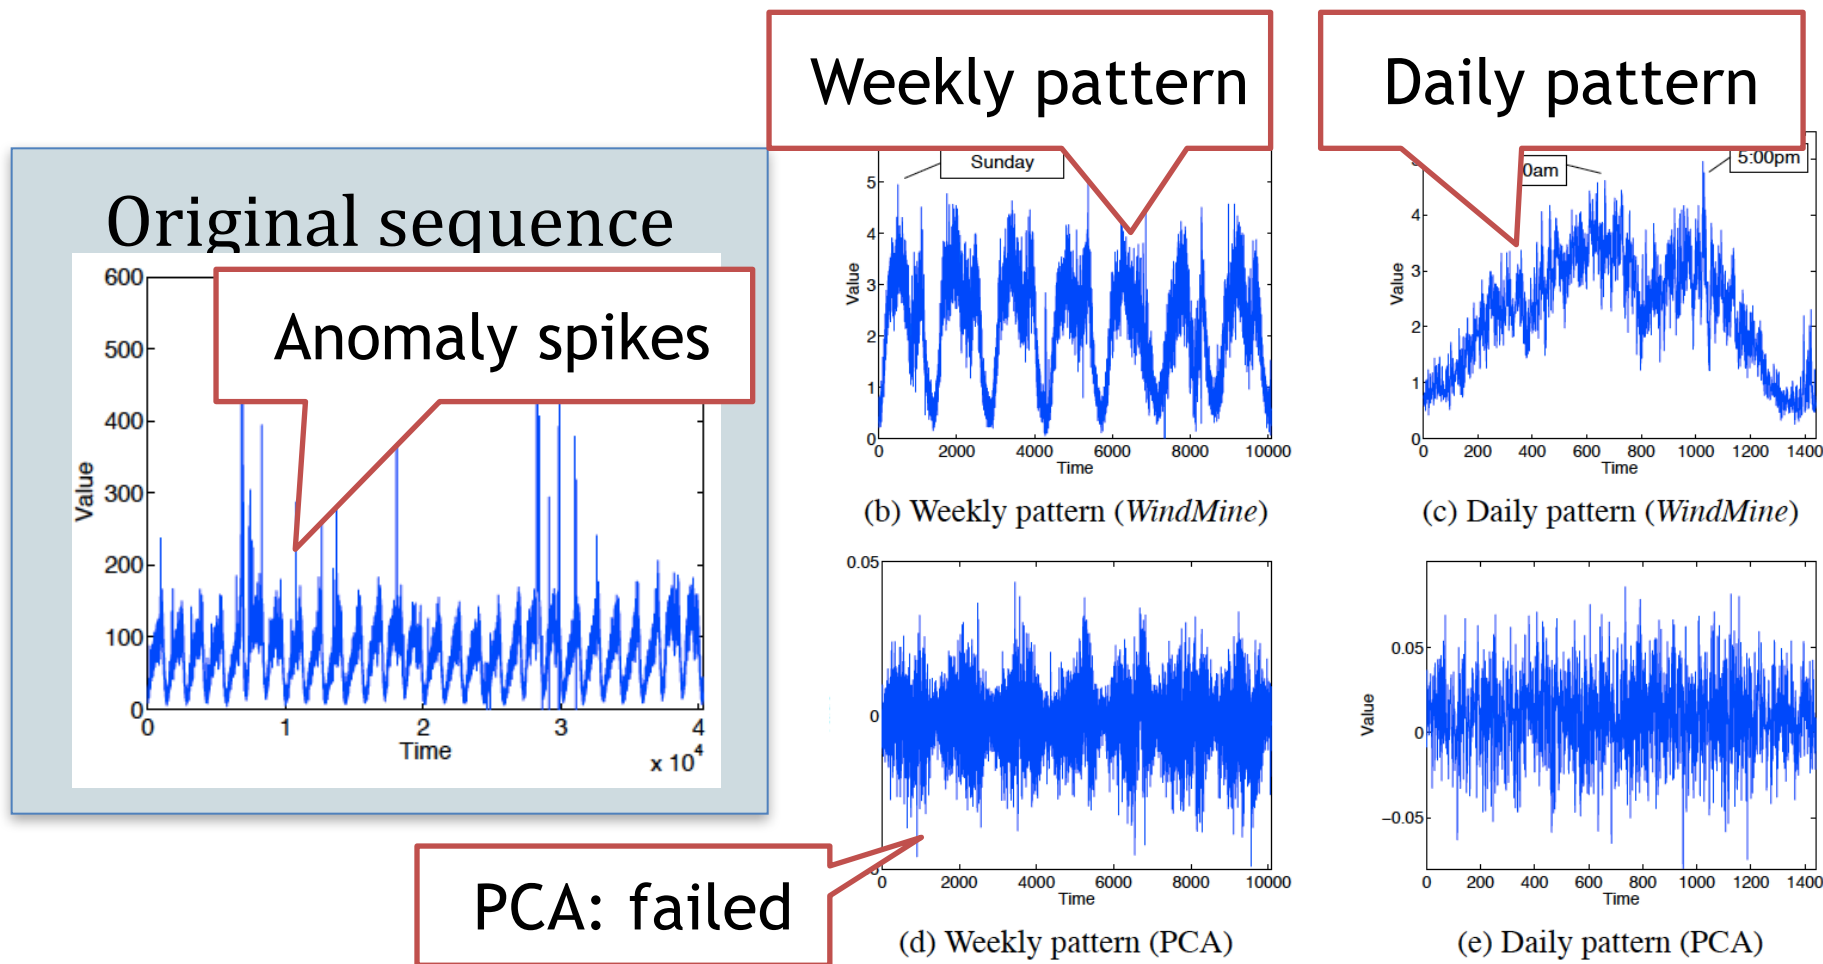 Weekly pattern
Daily pattern
Original sequence
Anomaly spikes
600
500
400
300
200
100
0
Value
0 1 2 3 4
Time
x 10^4
Sunday
5
4
3
2
1
0
Value
0 2000 4000 6000 8000 10000
Time
(b) Weekly pattern (WindMine)
0am
5:00pm
4
3
2
1
0
Value
0 200 400 600 800 1000 1200 1400
Time
(c) Daily pattern (WindMine)
0.05
0
0 2000 4000 6000 8000 10000
Time
(d) Weekly pattern (PCA)
0.05
0
−0.05
Value
0 200 400 600 800 1000 1200 1400
Time
(e) Daily pattern (PCA)
PCA: failed